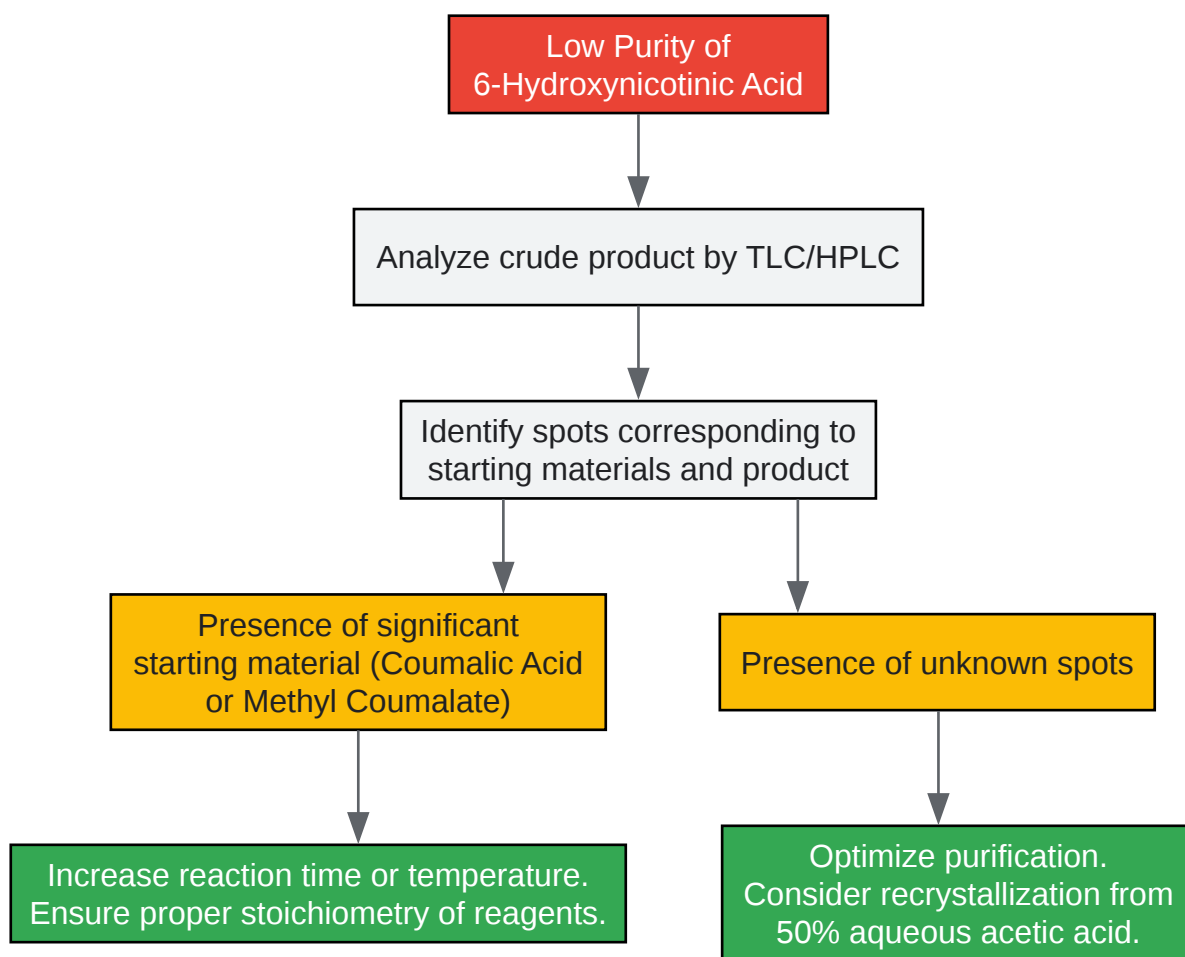 Low Purity of
6-Hydroxynicotinic Acid
Analyze crude product by TLC/HPLC
Identify spots corresponding to
starting materials and product
Presence of significant
starting material (Coumalic Acid
or Methyl Coumalate)
Presence of unknown spots
Increase reaction time or temperature.
Ensure proper stoichiometry of reagents.
Optimize purification.
Consider recrystallization from
50% aqueous acetic acid.